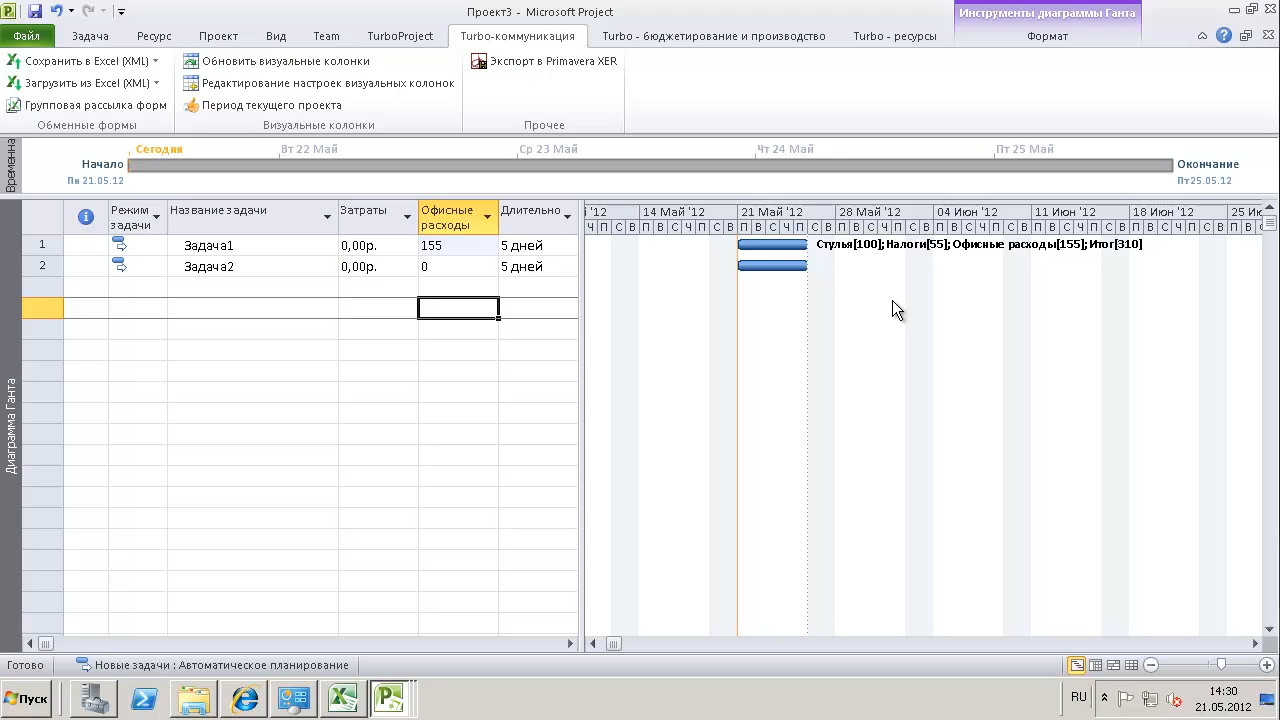 Проект3 - Microsoft Project
Инструменты диаграммы Ганта
Файл Задача Ресурс Проект Вид Team TurboProject Turbo-коммуникация Turbo - бюджетирование и производство Turbo - ресурсы Формат
Сохранить в Excel (XML)
Загрузить из Excel (XML)
Групповая рассылка форм
Обменные формы
Обновить визуальные колонки
Редактирование настроек визуальных колонок
Период текущего проекта
Визуальные колонки
Экспорт в Primavera XER
Прочее
Временна
Сегодня Вт 22 Май Ср 23 Май Чт 24 Май Пт 25 Май
Начало
Пн 21.05.12
Окончание
Пт25.05.12
Диаграмма Ганта
Режим задачи Название задачи Затраты Офисные расходы Длительно
1 Задача1 0,00р. 155 5 дней
2 Задача2 0,00р. 0 5 дней
'12 14 Май '12 21 Май '12 28 Май '12 04 Июн '12 11 Июн '12 18 Июн '12 25 Ию
Ч П С В П В С Ч П С В П В С Ч П С В П В С Ч П С В П В С Ч П С В П В С Ч П С В П В С Ч П С В П В
Стулья[100]; Налоги[55]; Офисные расходы[155]; Итог[310]
Готово Новые задачи : Автоматическое планирование
Пуск RU 14:30
21.05.2012